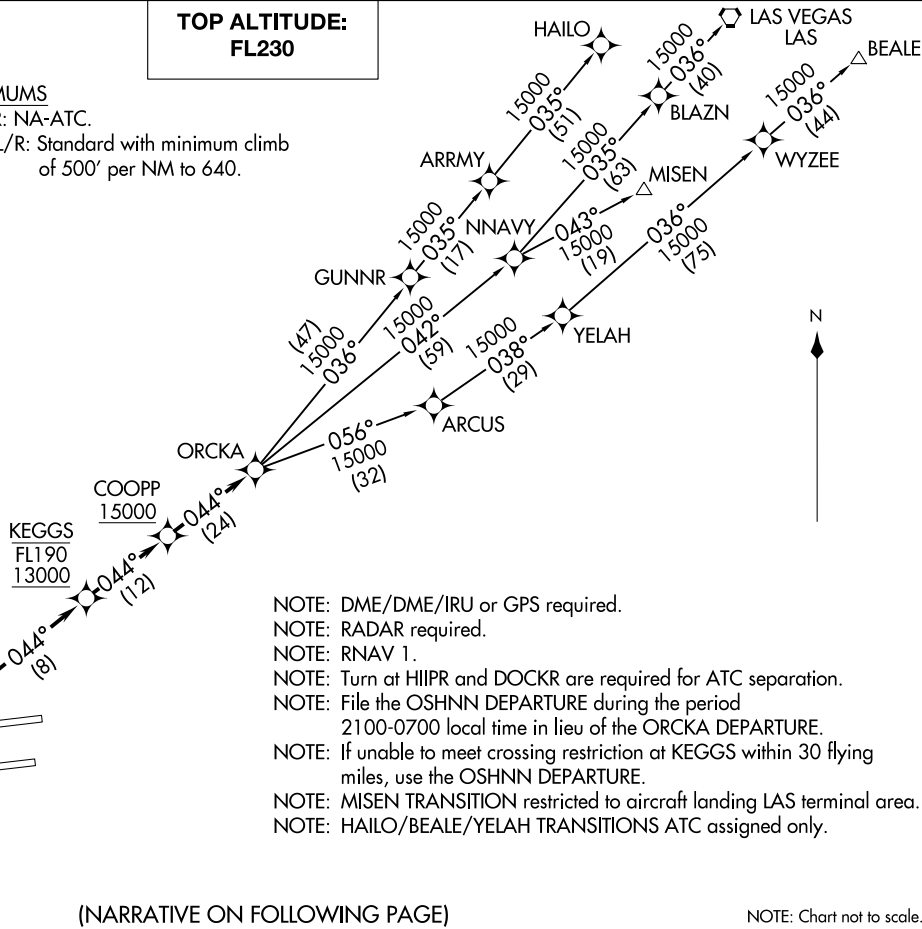 TOP ALTITUDE:
FL230
MUMS
R: NA-ATC.
L/R: Standard with minimum climb
of 500' per NM to 640.
HAILO
15000
035°
(51)
ARRMY
15000
035°
(17)
GUNNR
(47)
15000
036°
LAS VEGAS
LAS
15000
036°
(40)
BLAZN
15000
035°
(63)
NNAVY
MISEN
043°
15000
(19)
15000
042°
(59)
BEALE
15000
036°
(44)
WYZEE
036°
15000
(75)
YELAH
15000
038°
(29)
ARCUS
056°
15000
(32)
ORCKA
044°
(24)
COOPP
15000
044°
(12)
KEGGS
FL190
13000
044°
(8)
N
NOTE: DME/DME/IRU or GPS required.
NOTE: RADAR required.
NOTE: RNAV 1.
NOTE: Turn at HIIPR and DOCKR are required for ATC separation.
NOTE: File the OSHNN DEPARTURE during the period
2100-0700 local time in lieu of the ORCKA DEPARTURE.
NOTE: If unable to meet crossing restriction at KEGGS within 30 flying
miles, use the OSHNN DEPARTURE.
NOTE: MISEN TRANSITION restricted to aircraft landing LAS terminal area.
NOTE: HAILO/BEALE/YELAH TRANSITIONS ATC assigned only.
(NARRATIVE ON FOLLOWING PAGE)
NOTE: Chart not to scale.